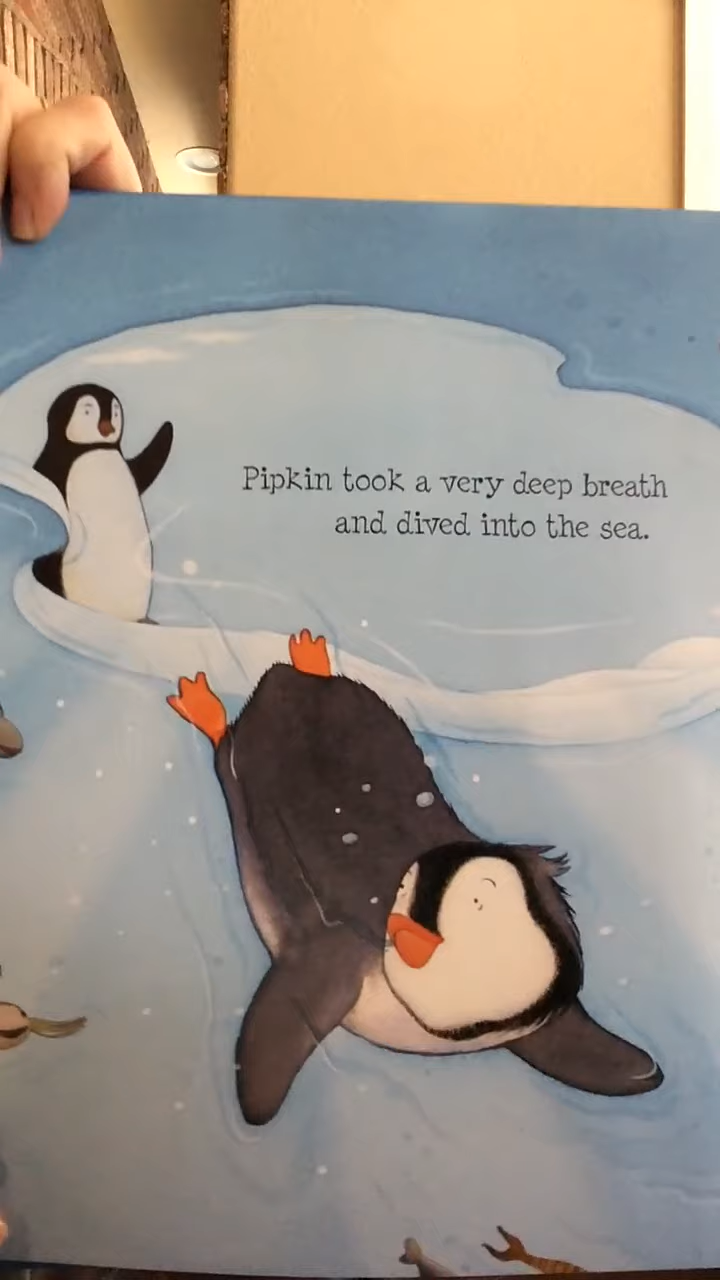 Pipkin took a very deep breath
and dived into the sea.